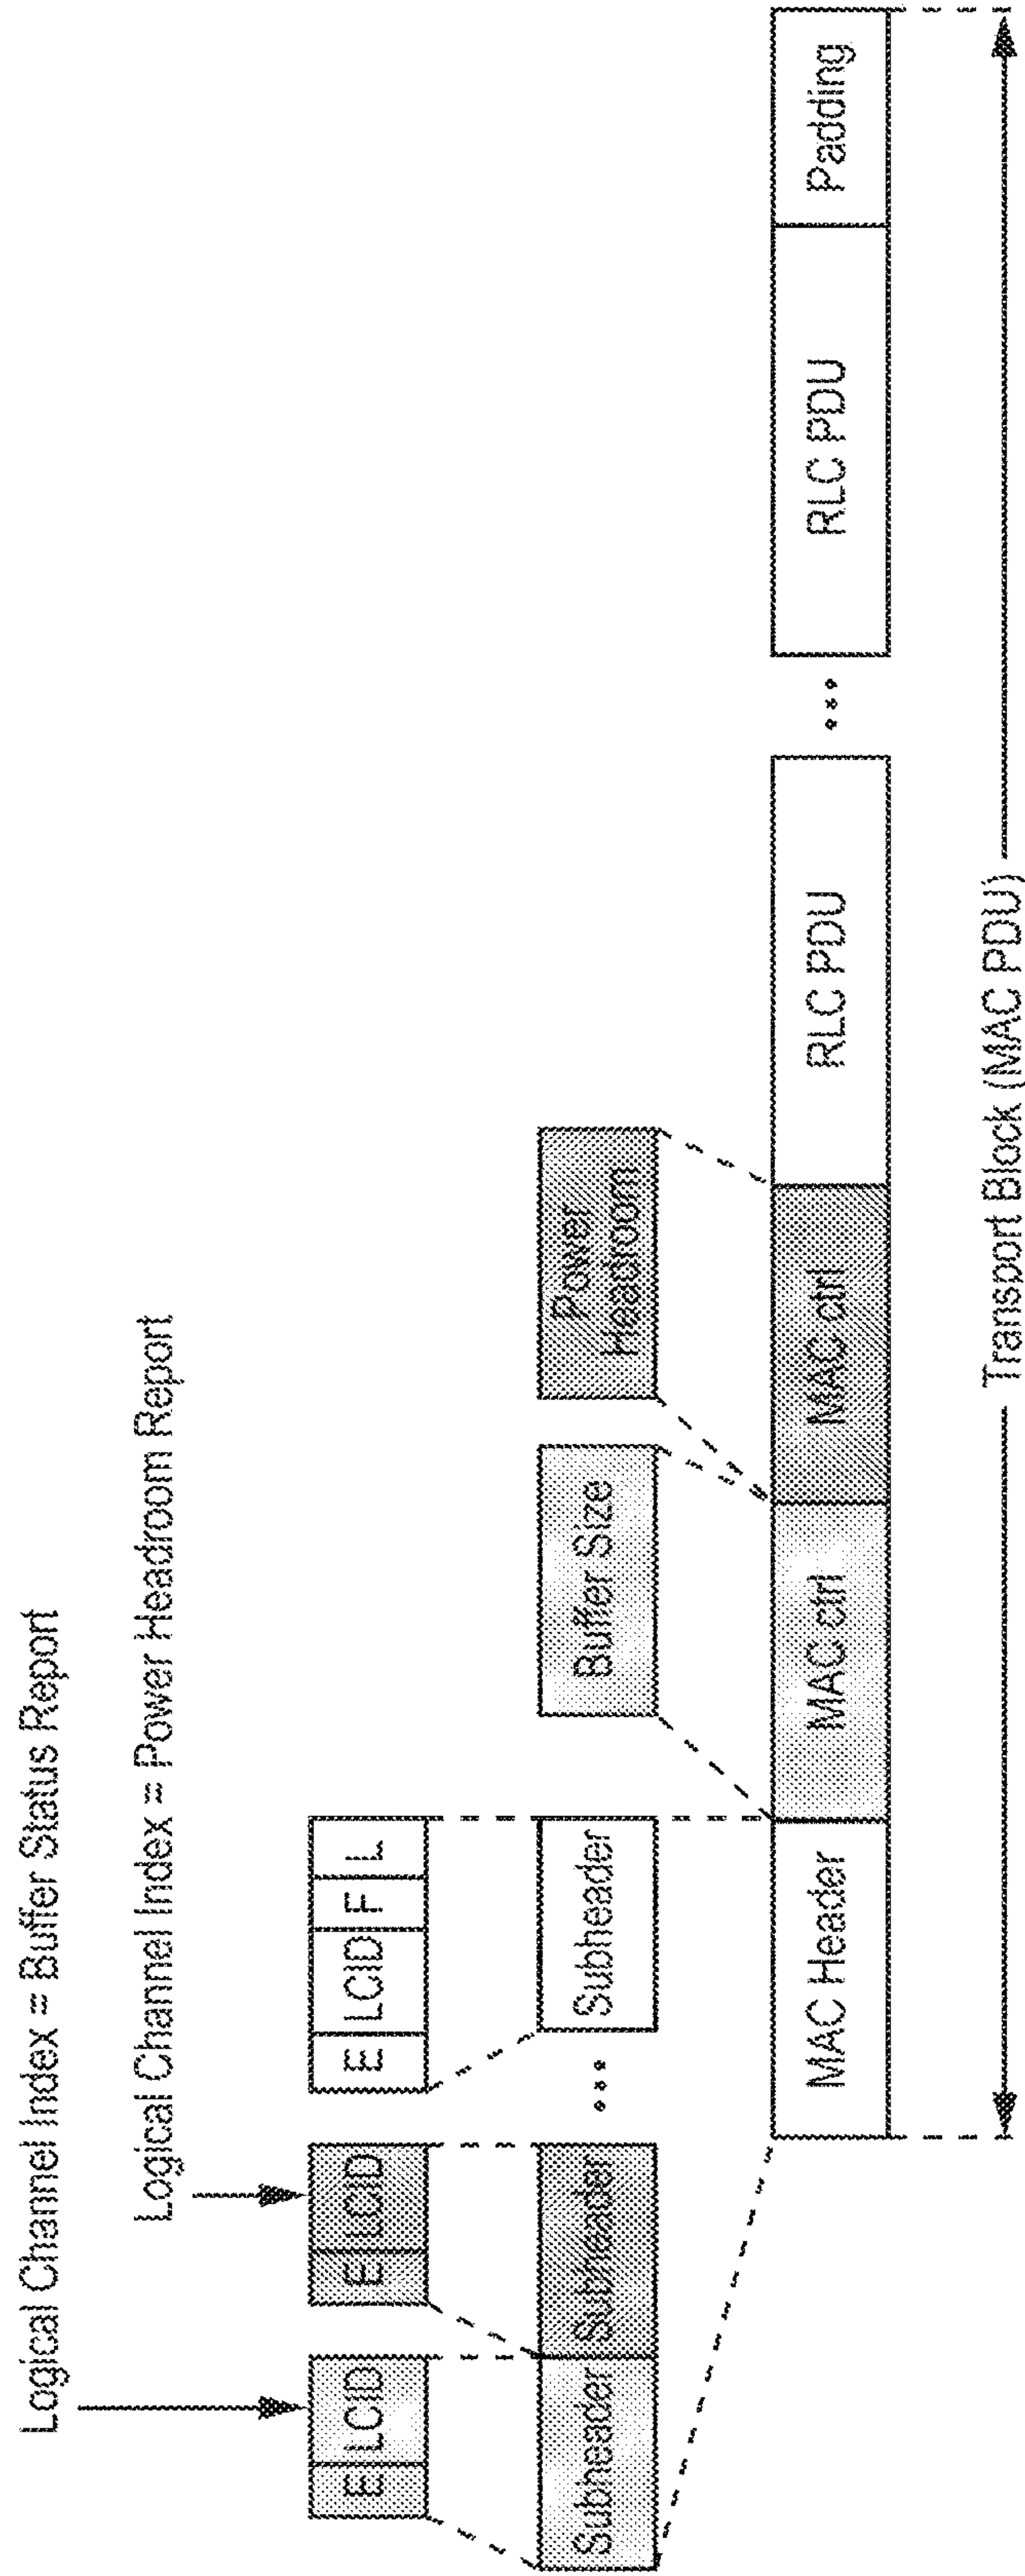 Logical Channel Index = Buffer Status Report
Logical Channel Index = Power Headroom Report
E LCID
E LCID
E LCID F L
Subheader Subheader ... Subheader
Buffer Size
Power
Headroom
MAC Header MAC ctrl MAC ctrl RLC PDU ... RLC PDU Padding
Transport Block (MAC PDU)